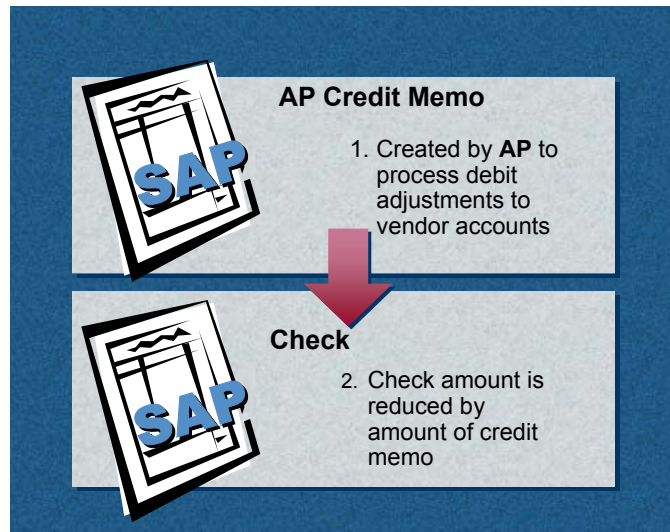 AP Credit Memo
SAP
1. Created by AP to
process debit
adjustments to
vendor accounts
Check
SAP
2. Check amount is
reduced by
amount of credit
memo